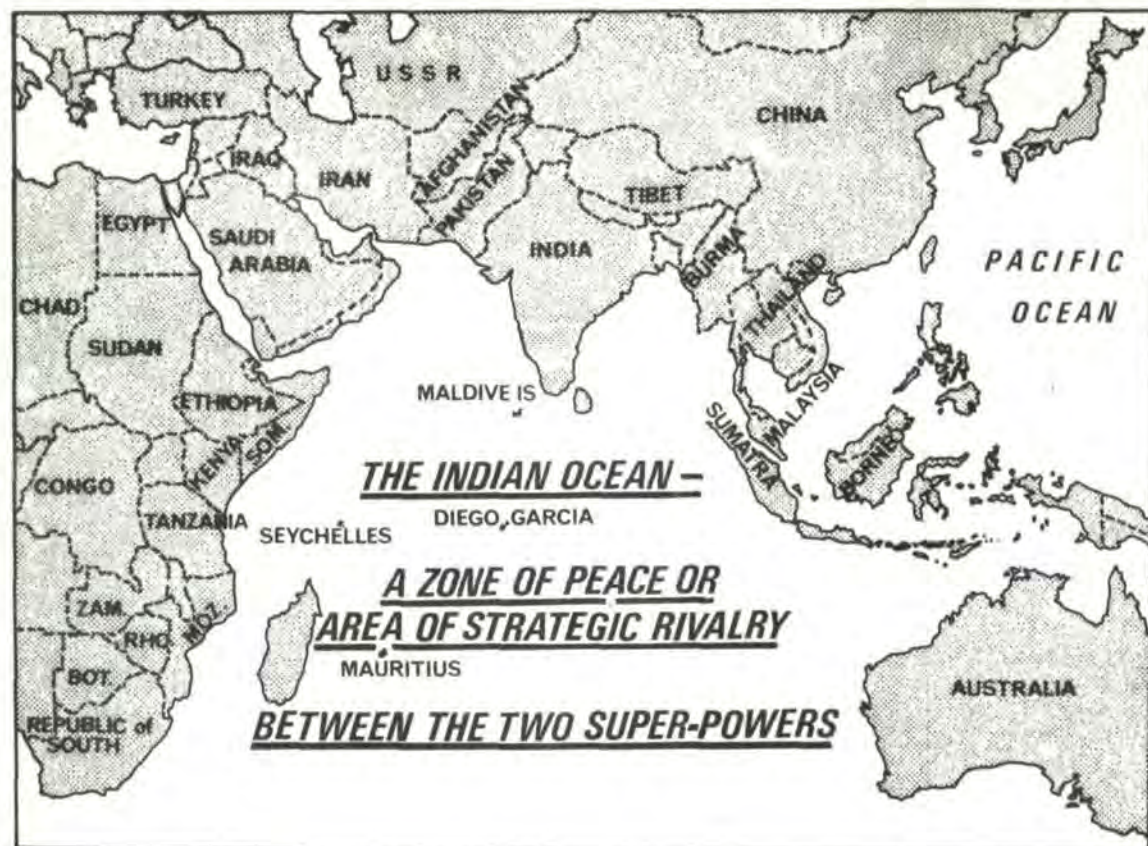 USSR
TURKEY
CHINA
AFGHANISTAN
IRAQ
IRAN
PAKISTAN
TIBET
EGYPT
SAUDI
ARABIA
INDIA
BURMA
PACIFIC
OCEAN
CHAD
THAILAND
SUDAN
MALDIVE IS
ETHIOPIA
MALAYSIA
SUMATRA
KENYA
SOM.
BORNEO
CONGO
THE INDIAN OCEAN –
TANZANIA
DIEGO GARCIA
SEYCHELLES
A ZONE OF PEACE OR
ZAM.
MOZ.
AREA OF STRATEGIC RIVALRY
RHO.
MAURITIUS
BOT.
AUSTRALIA
REPUBLIC of
SOUTH
BETWEEN THE TWO SUPER-POWERS